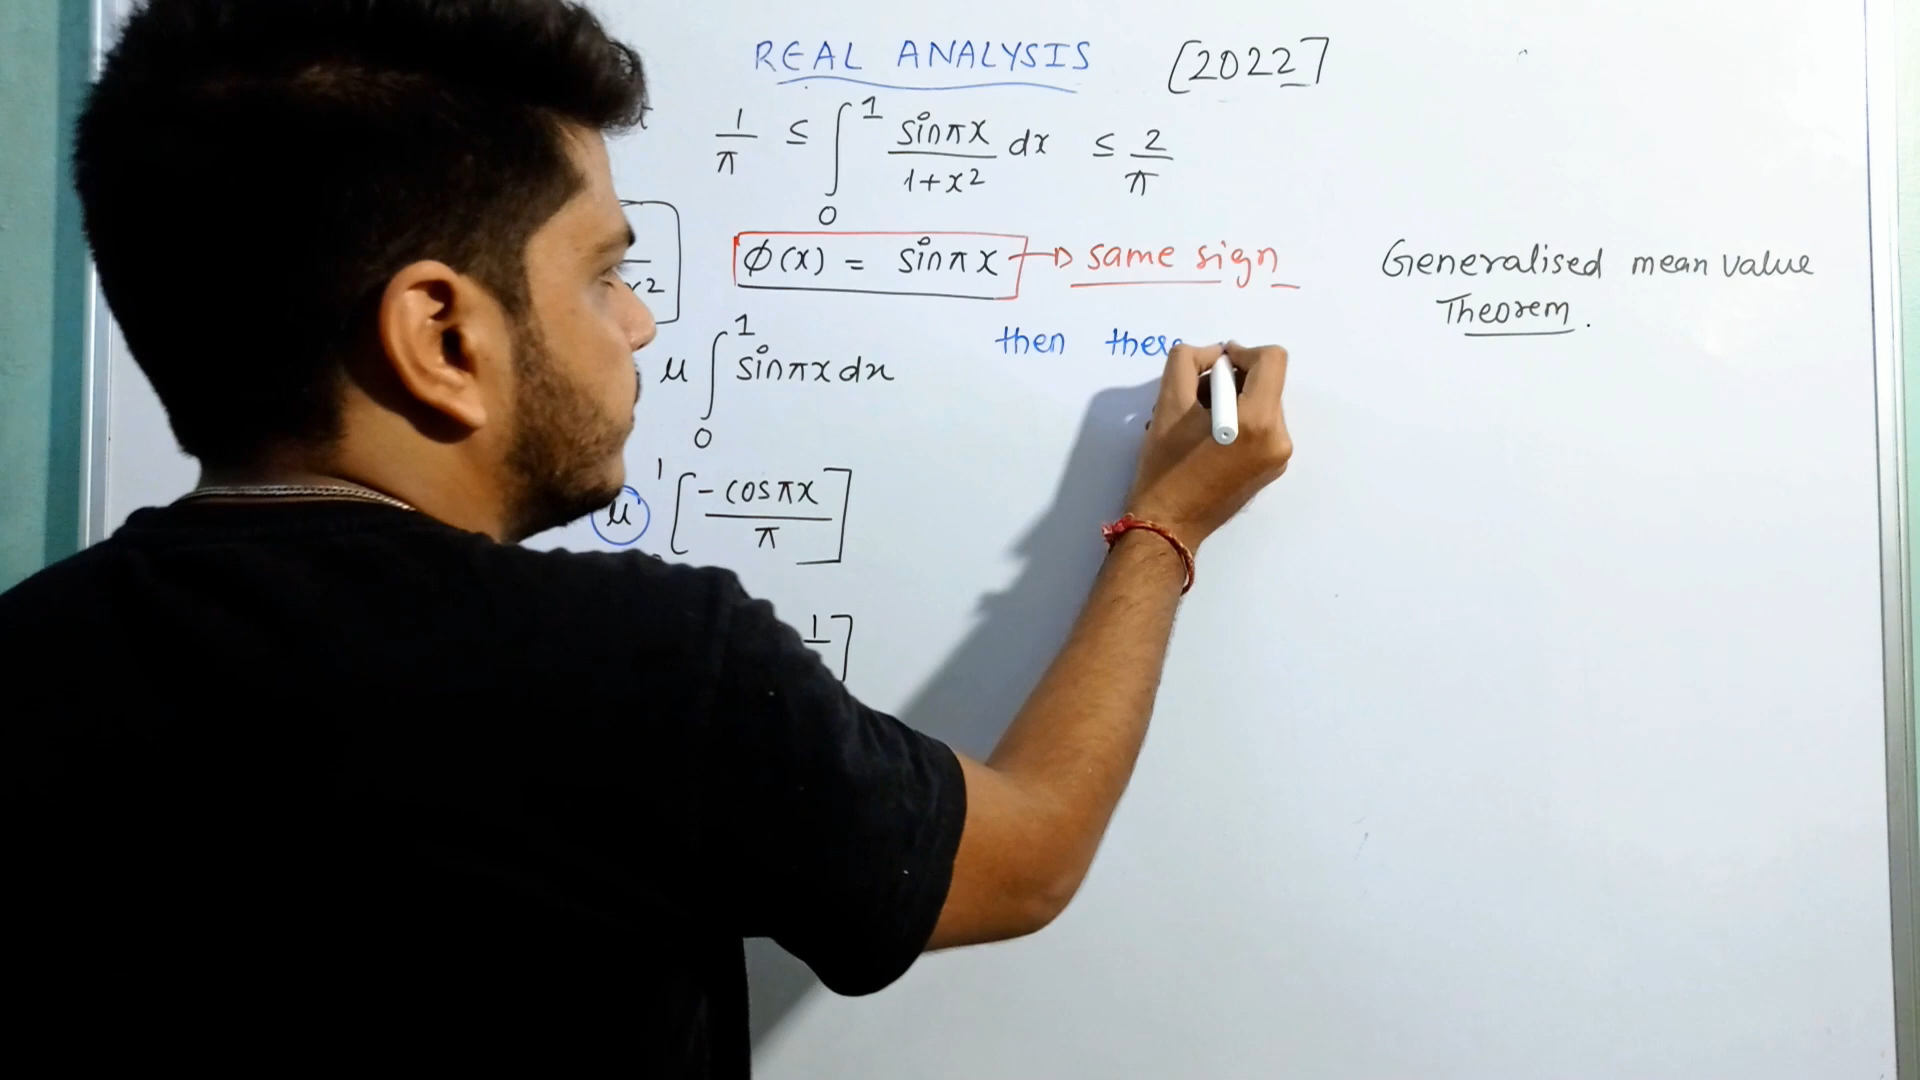 REAL ANALYSIS [2022]
1/π ≤ ∫₀¹ sinπx/(1+x²) dx ≤ 2/π
ϕ(x) = sinπx → same sign
Generalised mean value
Theorem.
then there
μ ∫₀¹ sinπx dx
μ [-cosπx/π]